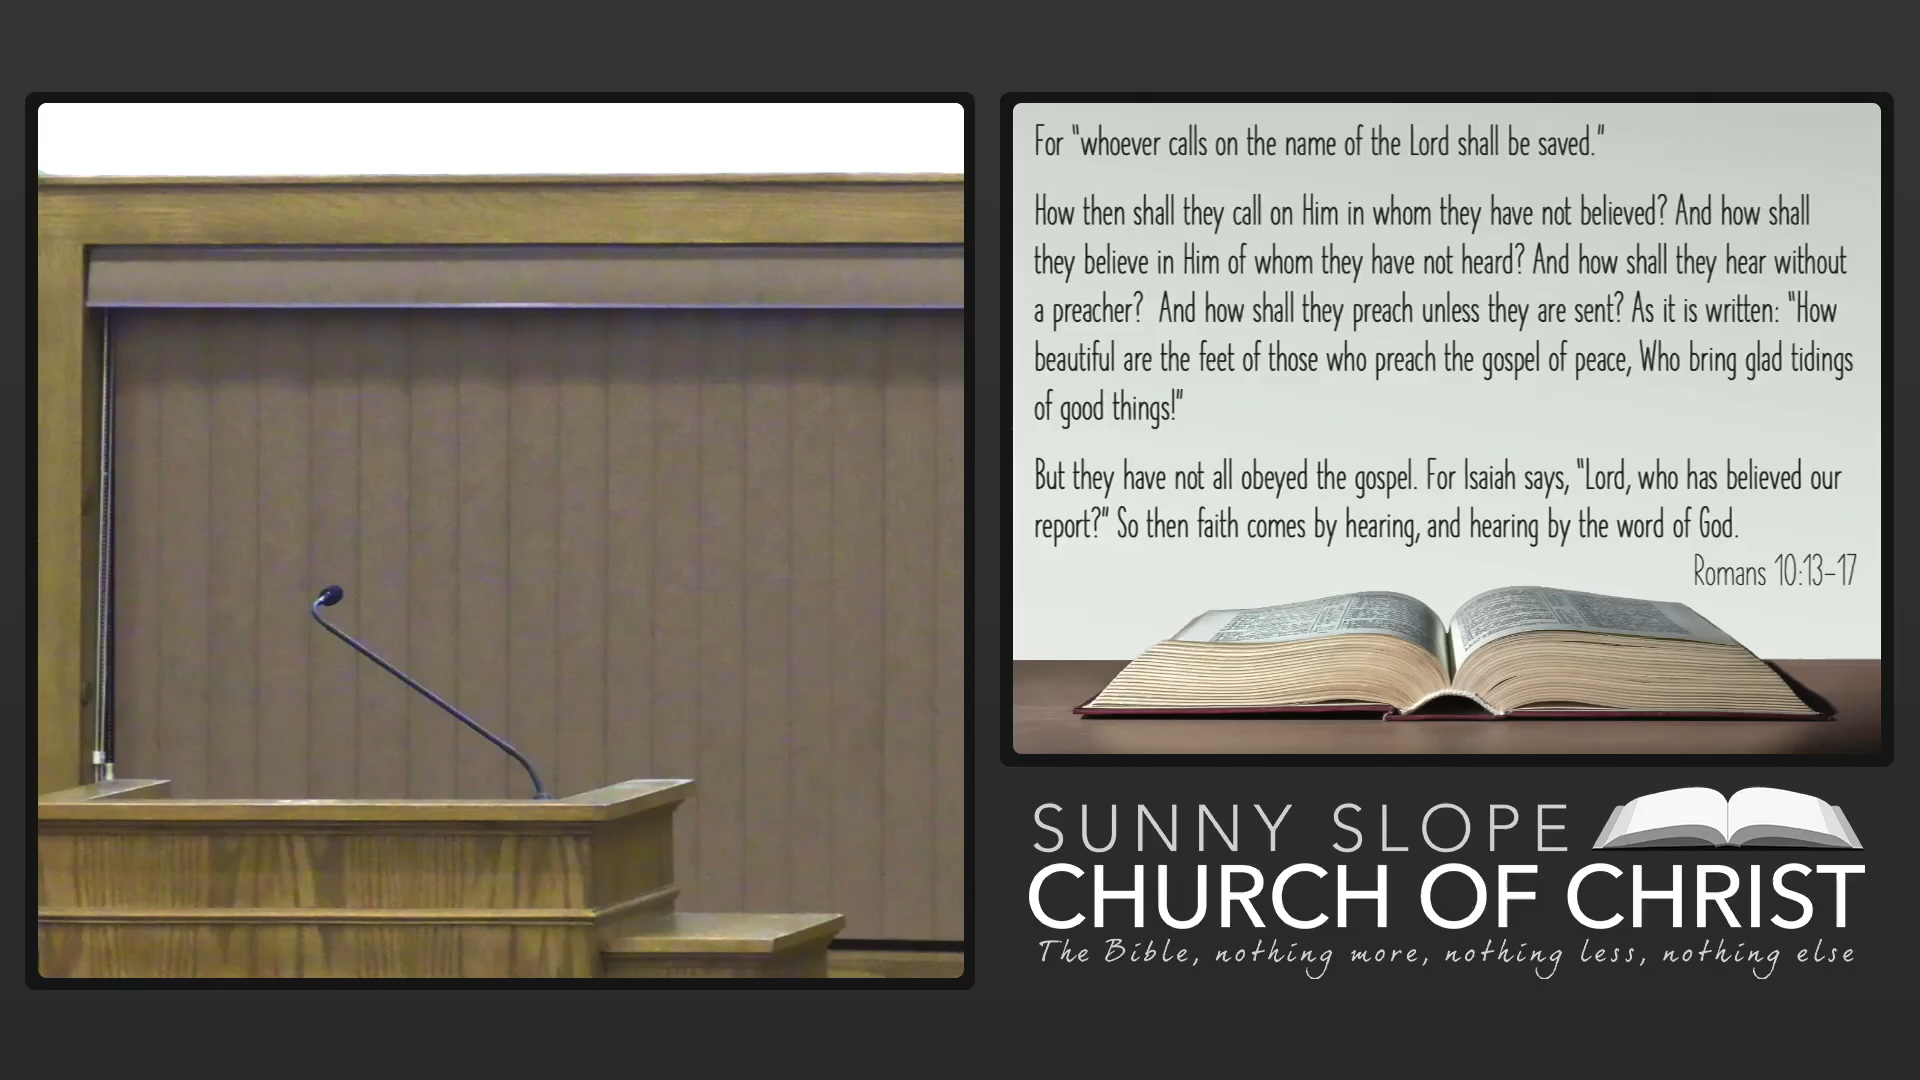 For "whoever calls on the name of the Lord shall be saved."
How then shall they call on Him in whom they have not believed? And how shall
they believe in Him of whom they have not heard? And how shall they hear without
a preacher?  And how shall they preach unless they are sent? As it is written: "How
beautiful are the feet of those who preach the gospel of peace, Who bring glad tidings
of good things!"
But they have not all obeyed the gospel. For Isaiah says, "Lord, who has believed our
report?" So then faith comes by hearing, and hearing by the word of God.
Romans 10:13-17
SUNNY SLOPE
CHURCH OF CHRIST
The Bible, nothing more, nothing less, nothing else